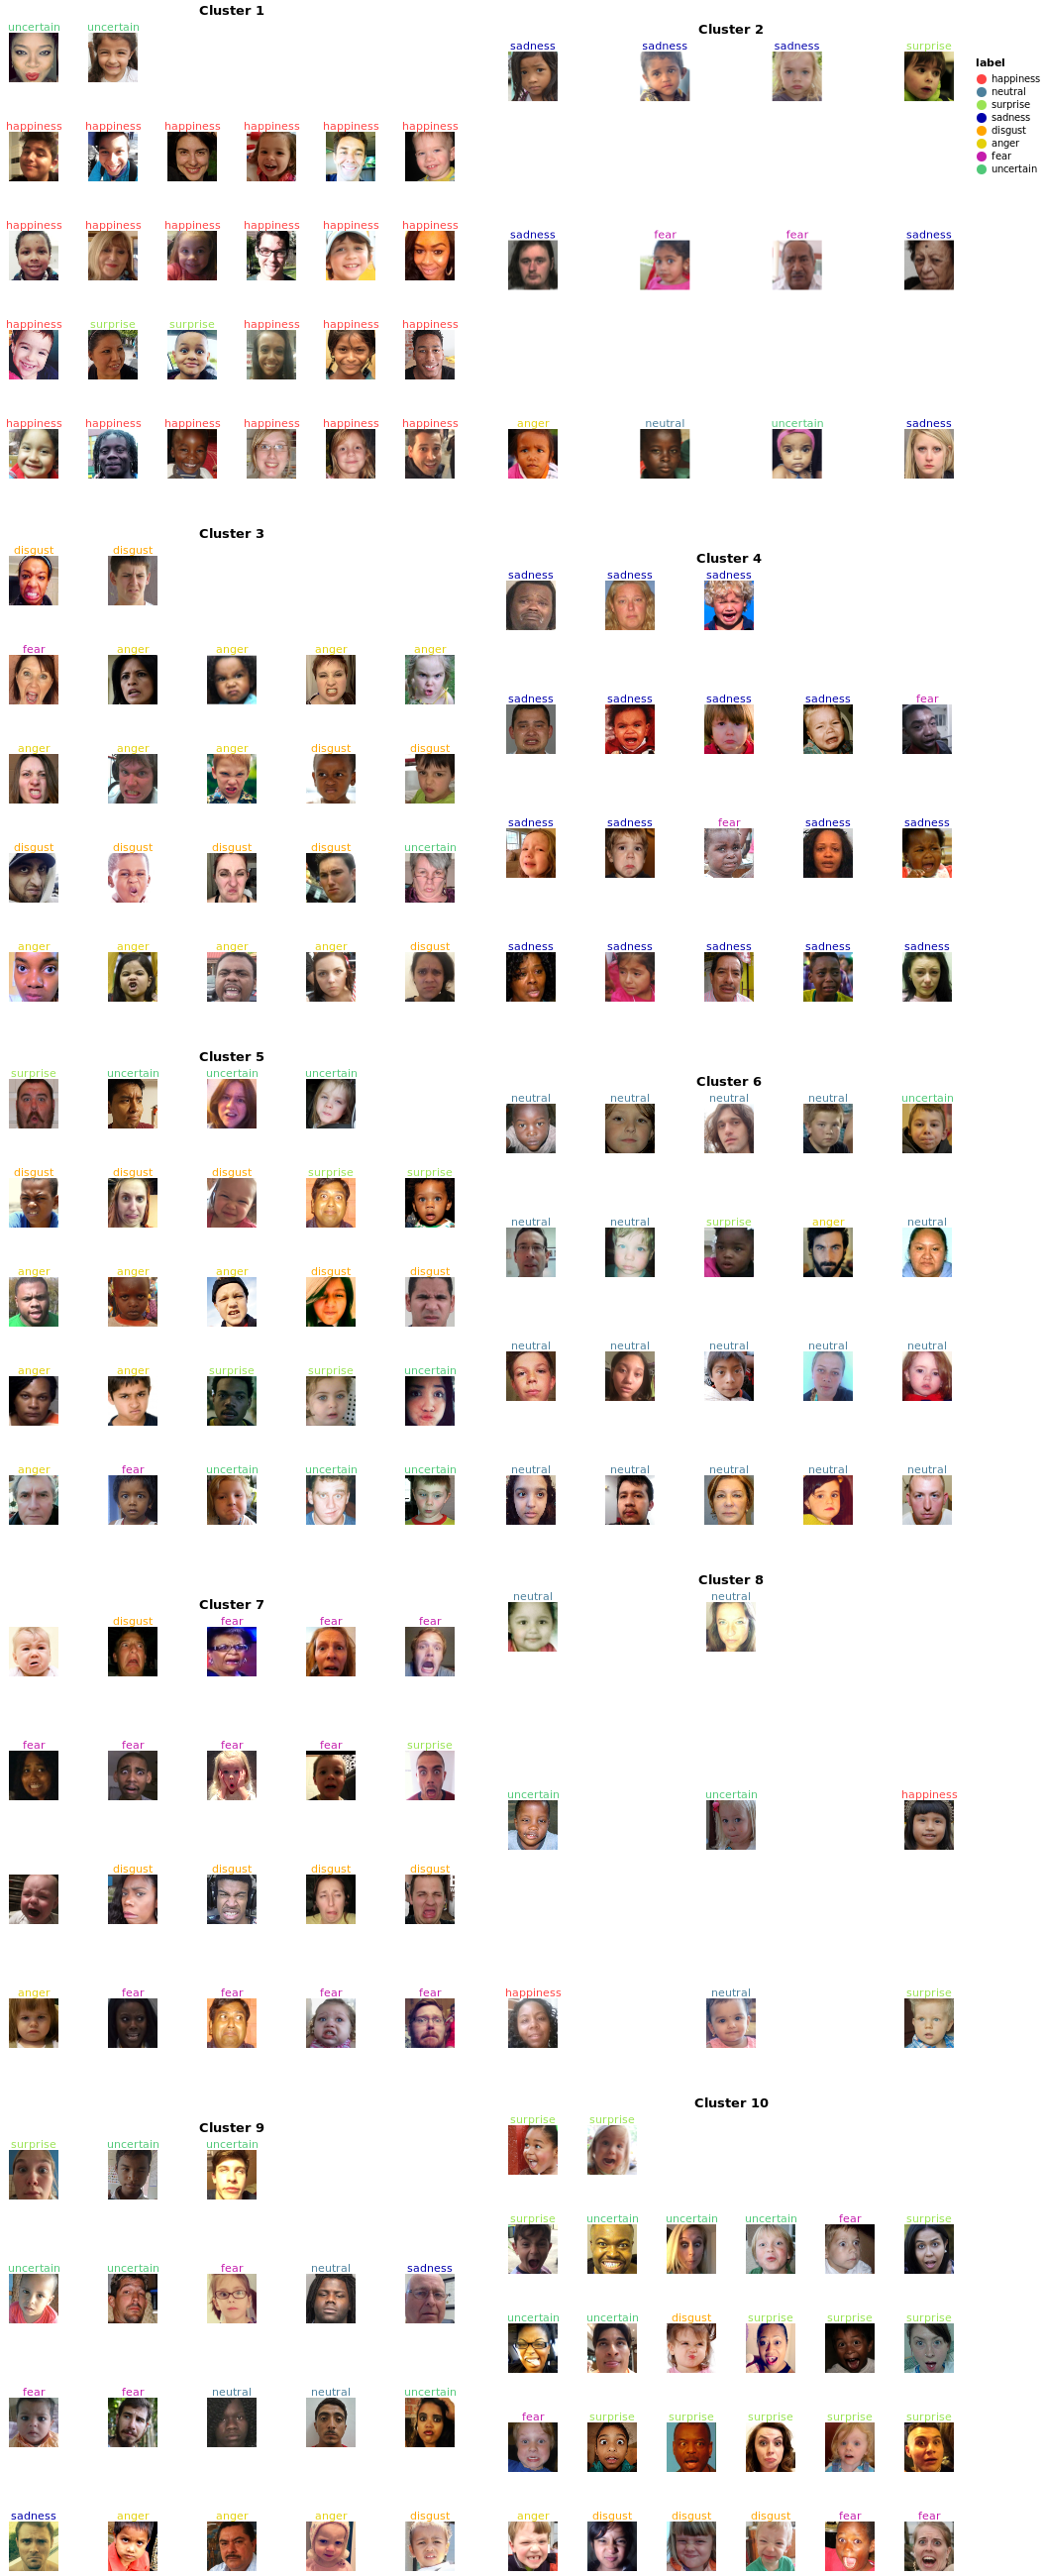 Cluster 1
uncertain uncertain
happiness happiness happiness happiness happiness happiness
happiness happiness happiness happiness happiness happiness
happiness surprise surprise happiness happiness happiness
happiness happiness happiness happiness happiness happiness
Cluster 2
sadness sadness sadness surprise
sadness fear fear sadness
anger neutral uncertain sadness
label
happiness
neutral
surprise
sadness
disgust
anger
fear
uncertain
Cluster 3
disgust disgust
fear anger anger anger anger
anger anger anger disgust disgust
disgust disgust disgust disgust uncertain
anger anger anger anger disgust
Cluster 4
sadness sadness sadness
sadness sadness sadness sadness fear
sadness sadness fear sadness sadness
sadness sadness sadness sadness sadness
Cluster 5
surprise uncertain uncertain uncertain
disgust disgust disgust surprise surprise
anger anger anger disgust disgust
anger anger surprise surprise uncertain
anger fear uncertain uncertain uncertain
Cluster 6
neutral neutral neutral neutral uncertain
neutral neutral surprise anger neutral
neutral neutral neutral neutral neutral
neutral neutral neutral neutral neutral
Cluster 7
disgust fear fear fear
fear fear fear fear surprise
disgust disgust disgust disgust
anger fear fear fear fear
Cluster 8
neutral neutral
uncertain uncertain happiness
happiness neutral surprise
Cluster 9
surprise uncertain uncertain
uncertain uncertain fear neutral sadness
fear fear neutral neutral uncertain
sadness anger anger anger disgust
Cluster 10
surprise surprise
surprise uncertain uncertain uncertain fear surprise
uncertain uncertain disgust surprise surprise surprise
fear surprise surprise surprise surprise surprise
anger disgust disgust disgust fear fear